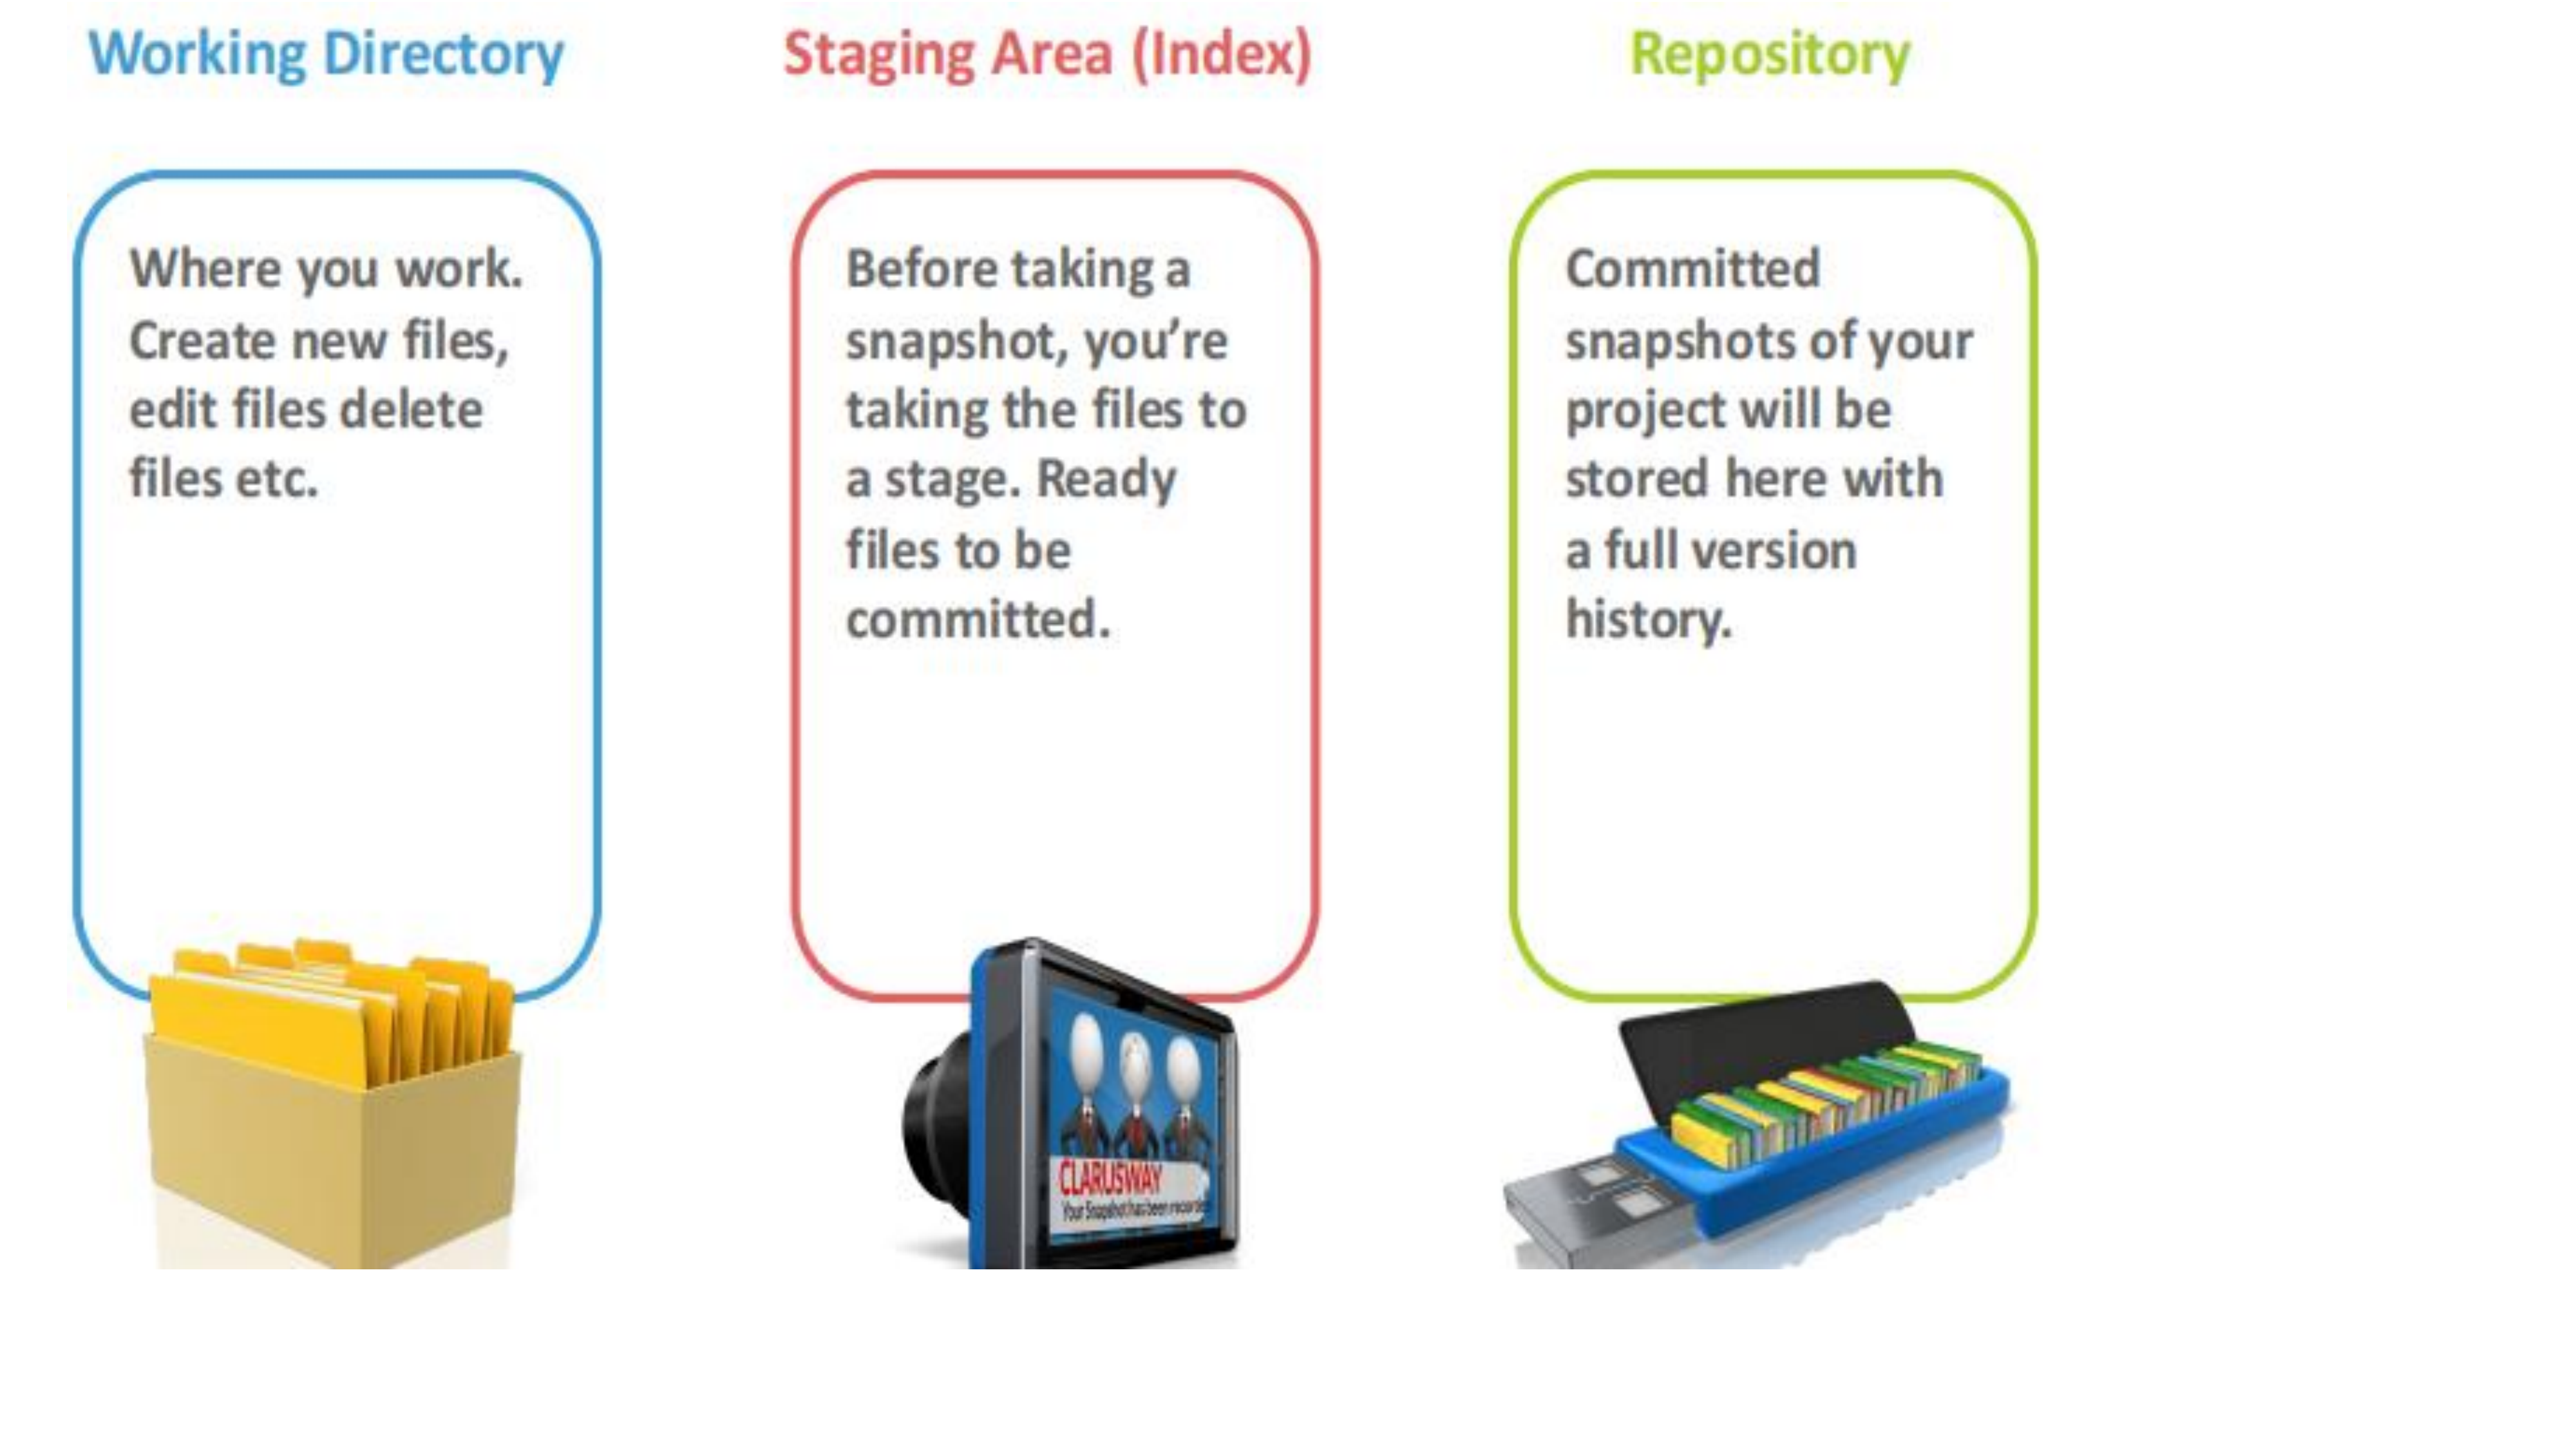 Working Directory
Staging Area (Index)
Repository
Where you work.
Create new files,
edit files delete
files etc.
Before taking a
snapshot, you’re
taking the files to
a stage. Ready
files to be
committed.
Committed
snapshots of your
project will be
stored here with
a full version
history.
CLARUSWAY
Your Snapshot has been recorded